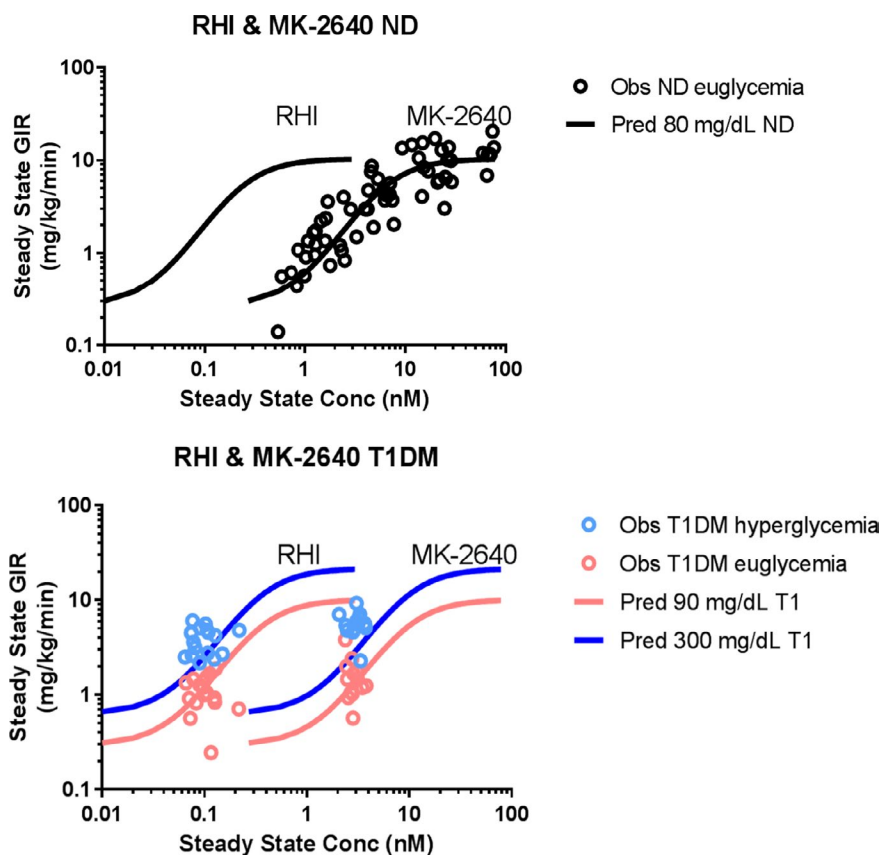 RHI & MK-2640 ND
100
10
1
0.1
Steady State GIR
(mg/kg/min)
RHI
MK-2640
0.01
0.1
1
10
100
Steady State Conc (nM)
Obs ND euglycemia
Pred 80 mg/dL ND
RHI & MK-2640 T1DM
100
10
1
0.1
Steady State GIR
(mg/kg/min)
RHI
MK-2640
0.01
0.1
1
10
100
Steady State Conc (nM)
Obs T1DM hyperglycemia
Obs T1DM euglycemia
Pred 90 mg/dL T1
Pred 300 mg/dL T1